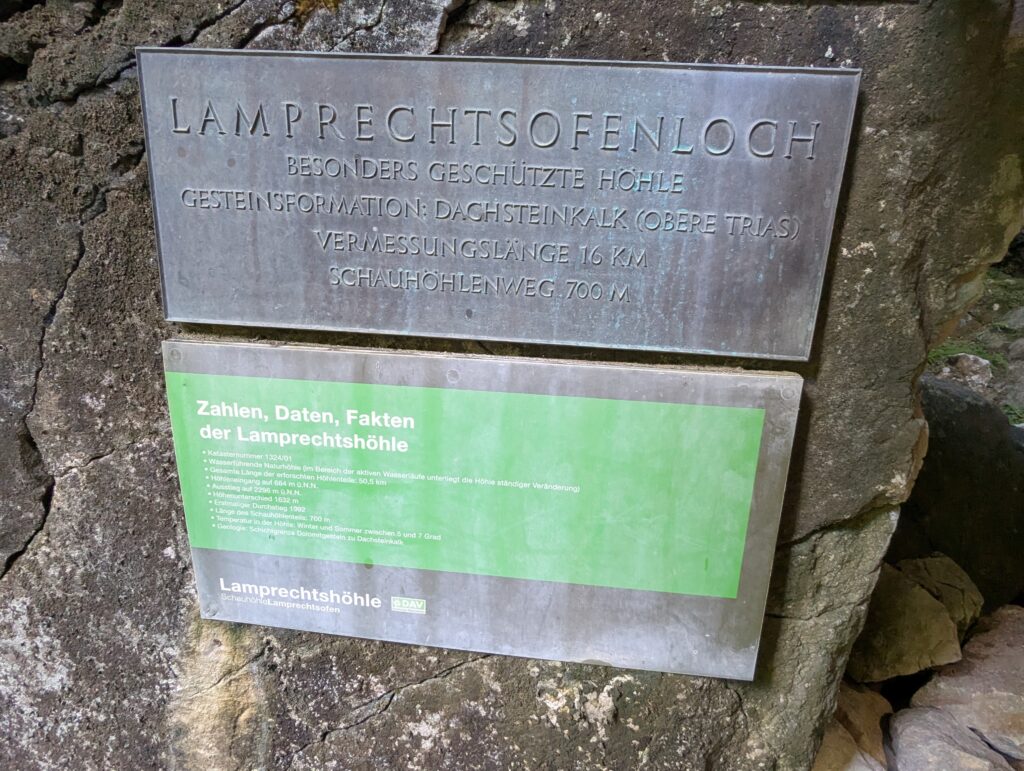 LAMPRECHTSOFENLOCH
BESONDERS GESCHÜTZTE HÖHLE
GESTEINSFORMATION: DACHSTEINKALK (OBERE TRIAS)
VERMESSUNGSLÄNGE 16 KM
SCHAUHÖHLENWEG 700 M
Zahlen, Daten, Fakten
der Lamprechtshöhle
• Katasternummer 1324/01
• Wasserführende Naturhöhle (im Bereich der aktiven Wasserläufe unterliegt die Höhle ständiger Veränderung)
• Gesamte Länge der erforschten Höhlenteile: 50,5 km
• Höhleneingang auf 664 m ü.N.N.
• Ausstieg auf 2296 m ü.N.N.
• Höhenunterschied 1632 m
• Erstmaliger Durchstieg 1992
• Länge des Schauhöhlenteils: 700 m
• Temperatur in der Höhle: Winter und Sommer zwischen 5 und 7 Grad
• Geologie: Schichtgrenze Dolomitgestein zu Dachsteinkalk
Lamprechtshöhle
SchauhöhleLamprechtsofen
DAV